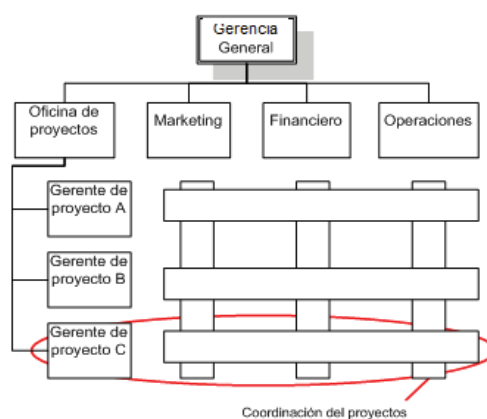 Gerencia
General
Oficina de
proyectos
Marketing
Financiero
Operaciones
Gerente de
proyecto A
Gerente de
proyecto B
Gerente de
proyecto C
Coordinación del proyectos